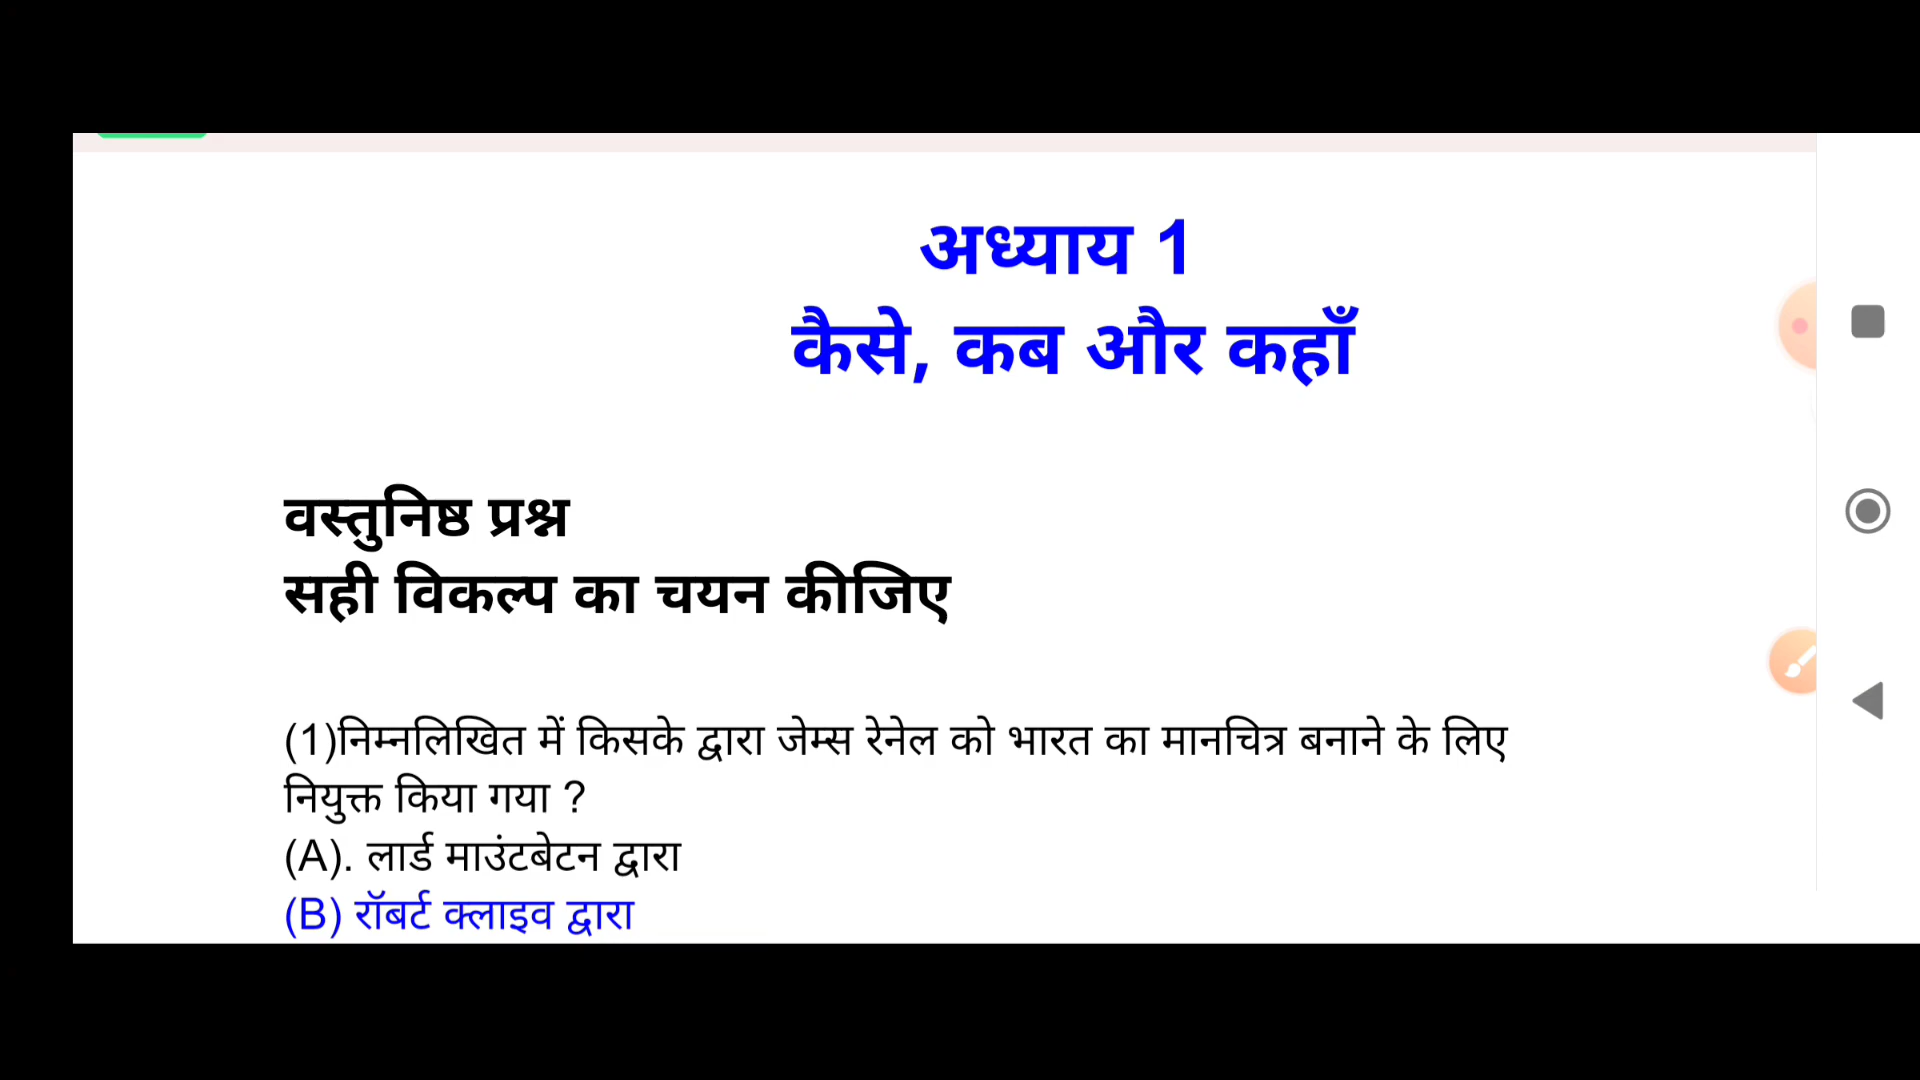 अध्याय 1
कैसे, कब और कहाँ
वस्तुनिष्ठ प्रश्न
सही विकल्प का चयन कीजिए
(1)निम्नलिखित में किसके द्वारा जेम्स रेनेल को भारत का मानचित्र बनाने के लिए
नियुक्त किया गया ?
(A). लार्ड माउंटबेटन द्वारा
(B) रॉबर्ट क्लाइव द्वारा